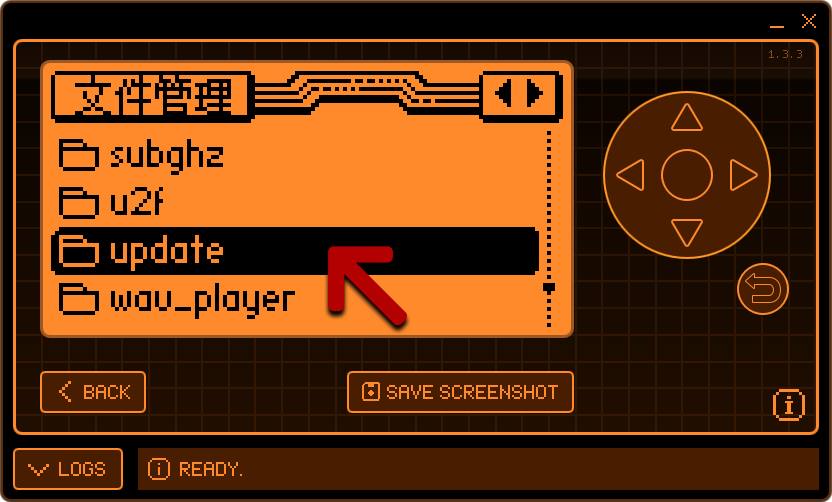 1.3.3
文件管理
subghz
u2f
update
wav_player
BACK
SAVE SCREENSHOT
LOGS
READY.